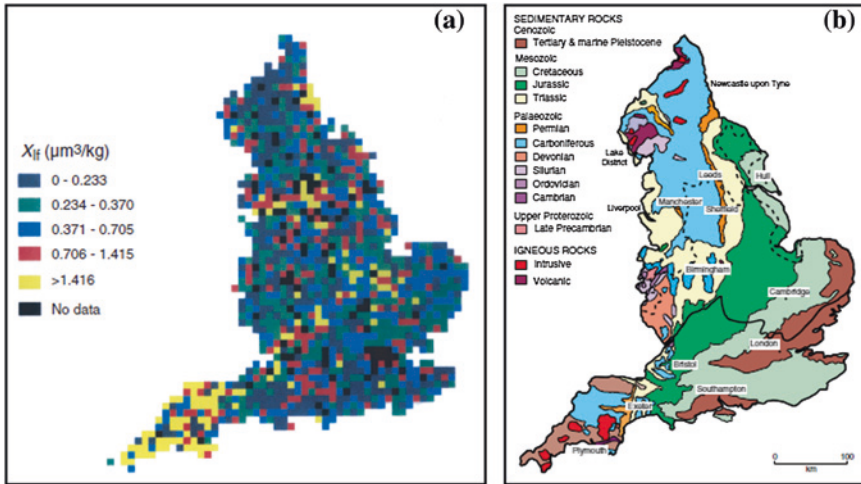 (a)
Xlf (µm³/kg)
0 - 0.233
0.234 - 0.370
0.371 - 0.705
0.706 - 1.415
>1.416
No data
(b)
SEDIMENTARY ROCKS
Cenozoic
Tertiary & marine Pleistocene
Mesozoic
Cretaceous
Jurassic
Triassic
Palaeozoic
Permian
Carboniferous
Devonian
Silurian
Ordovidian
Cambrian
Upper Proterozoic
Late Precambrian
IGNEOUS ROCKS
Intrusive
Volcanic
Newcastle upon Tyne
Lake
District
Leeds
Hull
Manchester
Liverpool
Sheffield
Birmingham
Cambridge
London
Bristol
Southampton
Exeter
Plymouth
0 100
km